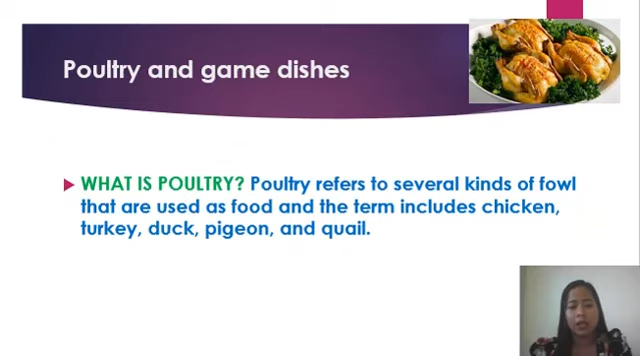 Poultry and game dishes
WHAT IS POULTRY? Poultry refers to several kinds of fowl
that are used as food and the term includes chicken,
turkey, duck, pigeon, and quail.